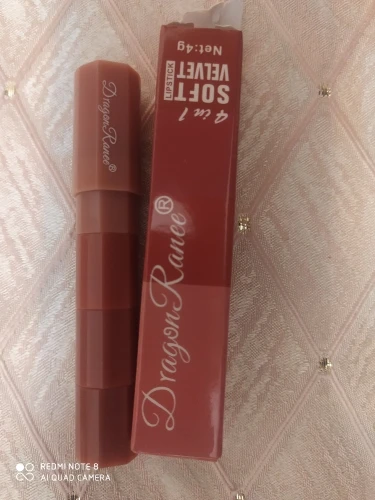 DragonRanee®
4 in 1
SOFT
LIPSTICK
VELVET
Net:4g
DragonRanee®
REDMI NOTE 8
AI QUAD CAMERA